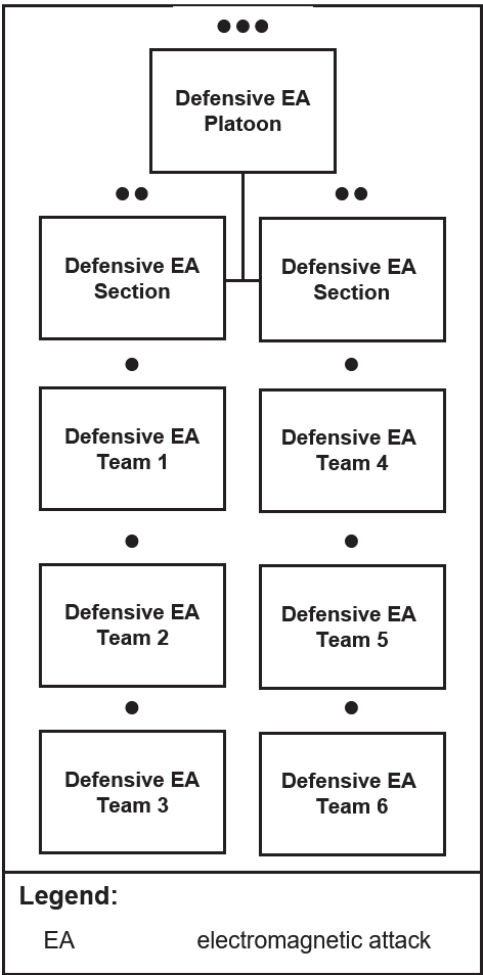 Defensive EA
Platoon
Defensive EA
Section
Defensive EA
Section
Defensive EA
Team 1
Defensive EA
Team 4
Defensive EA
Team 2
Defensive EA
Team 5
Defensive EA
Team 3
Defensive EA
Team 6
Legend:
EA electromagnetic attack